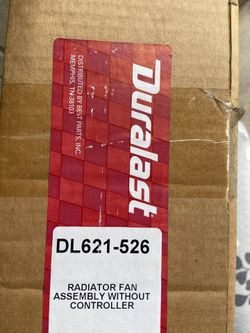 Duralast
DISTRIBUTED BY BEST PARTS, INC.
MEMPHIS, TN 38103
DL621-526
RADIATOR FAN
ASSEMBLY WITHOUT
CONTROLLER